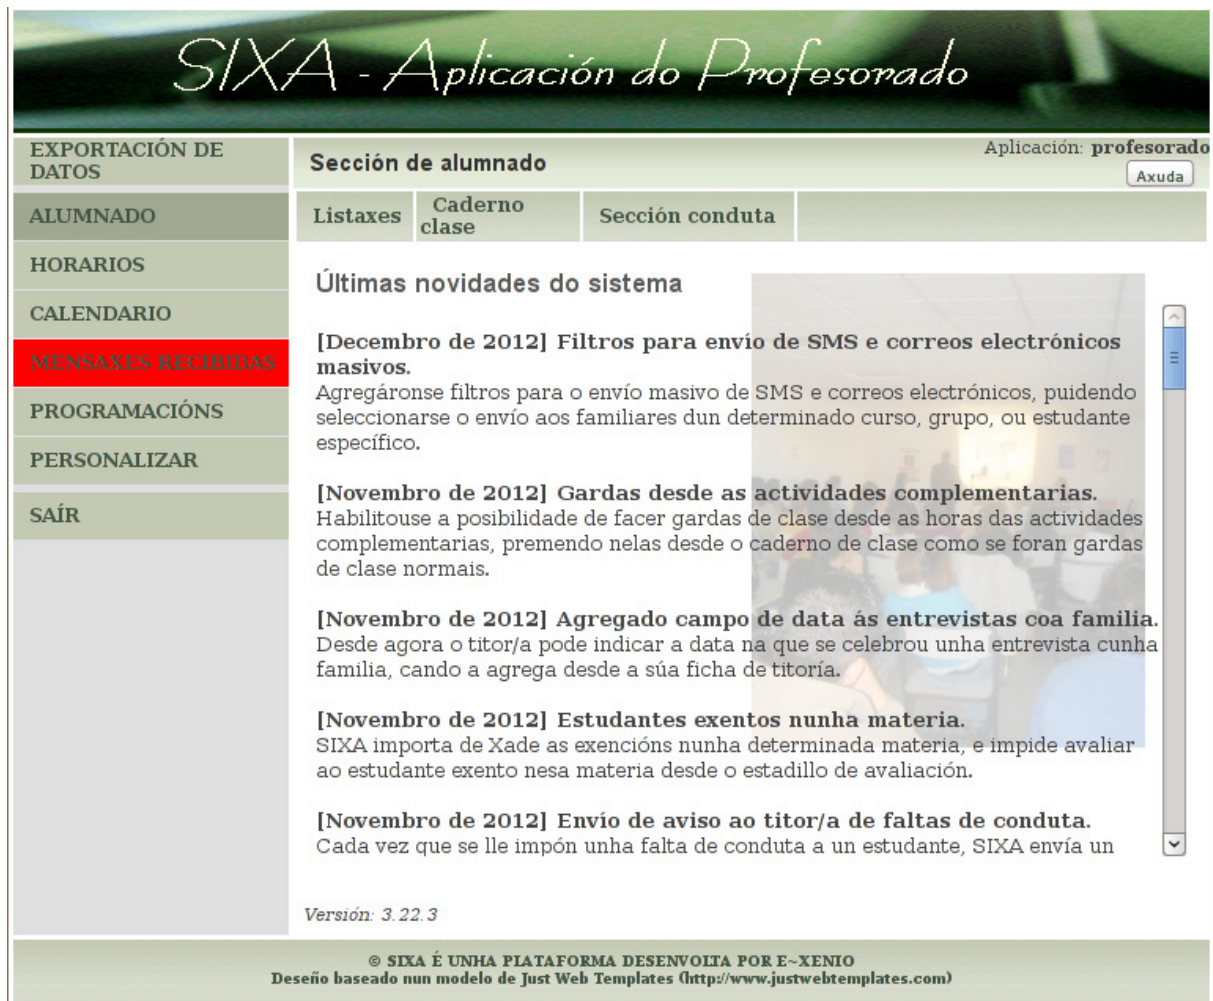 SIXA - Aplicación do Profesorado
EXPORTACIÓN DE
DATOS
ALUMNADO
HORARIOS
CALENDARIO
MENSAXES RECIBIDAS
PROGRAMACIÓNS
PERSONALIZAR
SAÍR
Sección de alumnado
Aplicación: profesorado
Axuda
Listaxes
Caderno
clase
Sección conduta
Últimas novidades do sistema
[Decembro de 2012] Filtros para envío de SMS e correos electrónicos
masivos.
Agregáronse filtros para o envío masivo de SMS e correos electrónicos, puidendo
seleccionarse o envío aos familiares dun determinado curso, grupo, ou estudante
específico.
[Novembro de 2012] Gardas desde as actividades complementarias.
Habilitouse a posibilidade de facer gardas de clase desde as horas das actividades
complementarias, premendo nelas desde o caderno de clase como se foran gardas
de clase normais.
[Novembro de 2012] Agregado campo de data ás entrevistas coa familia.
Desde agora o titor/a pode indicar a data na que se celebrou unha entrevista cunha
familia, cando a agrega desde a súa ficha de titoría.
[Novembro de 2012] Estudantes exentos nunha materia.
SIXA importa de Xade as exencións nunha determinada materia, e impide avaliar
ao estudante exento nesa materia desde o estadillo de avaliación.
[Novembro de 2012] Envío de aviso ao titor/a de faltas de conduta.
Cada vez que se lle impón unha falta de conduta a un estudante, SIXA envía un
Versión: 3.22.3
© SIXA É UNHA PLATAFORMA DESENVOLTA POR E~XENIO
Deseño baseado nun modelo de Just Web Templates (http://www.justwebtemplates.com)